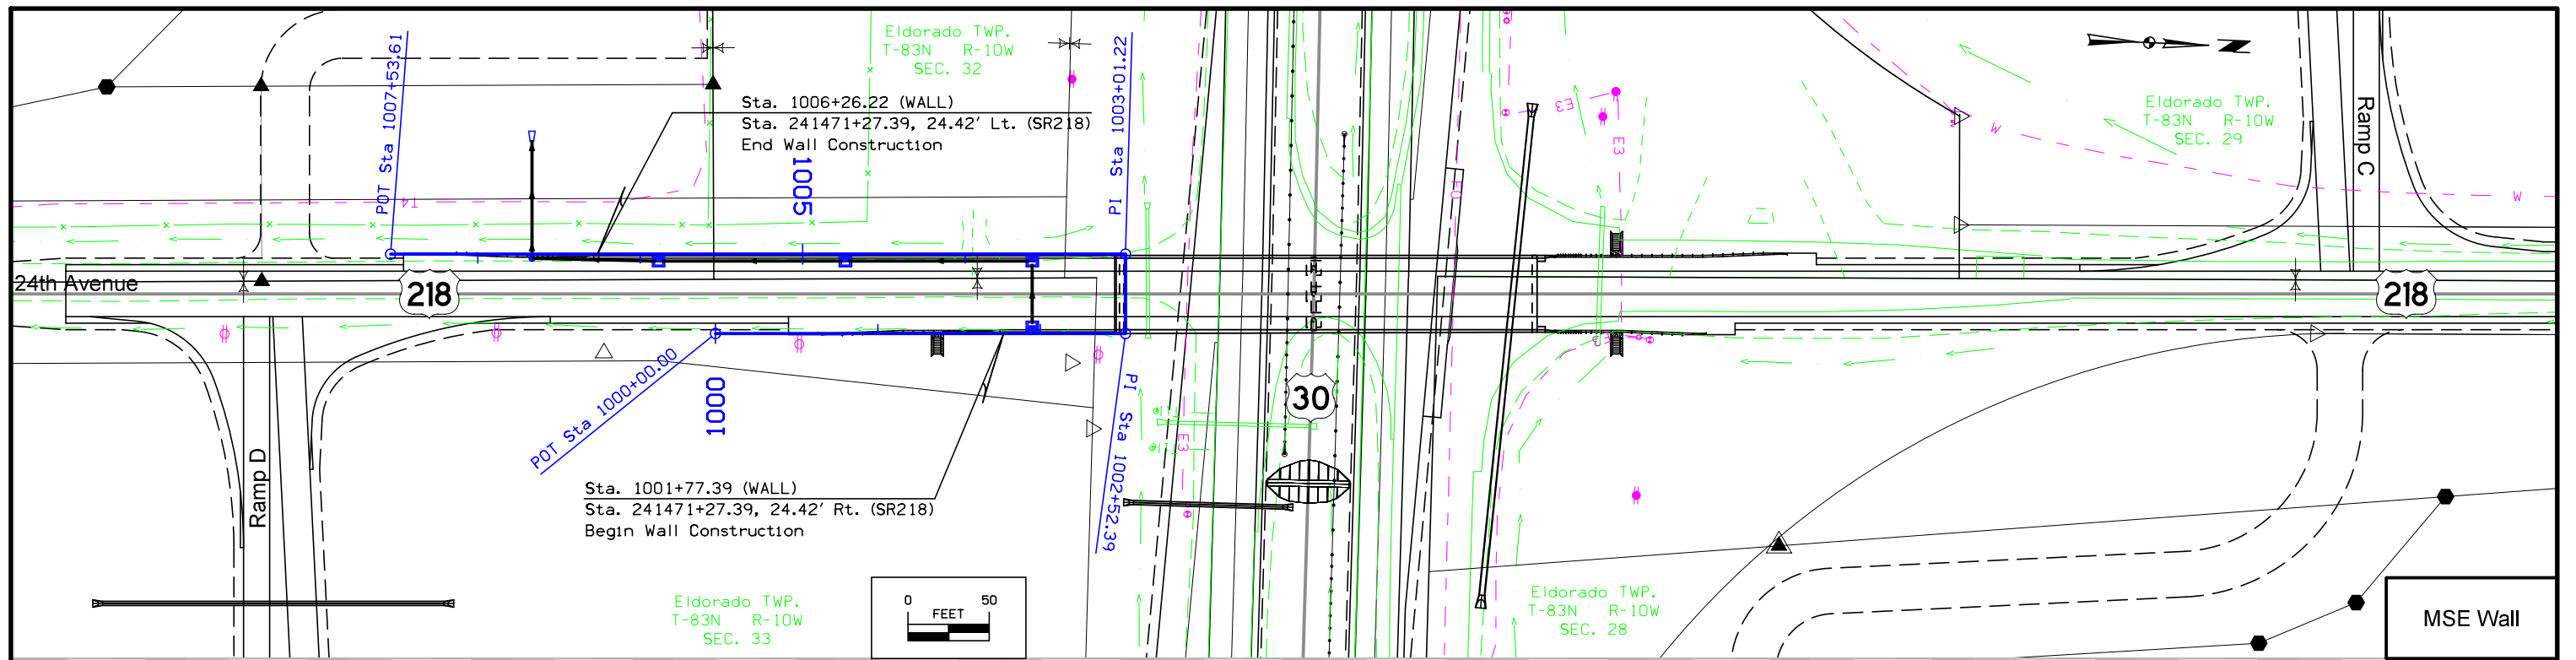 POT Sta 1007+53.61
Eldorado TWP.
T-83N R-10W
SEC. 32
PI Sta 1003+01.22
Sta. 1006+26.22 (WALL)
Sta. 241471+27.39, 24.42' Lt. (SR218)
End Wall Construction
1005
T4
E3
E3
W
Eldorado TWP.
T-83N R-10W
SEC. 29
Ramp C
W
24th Avenue
218
218
POT Sta 1000+00.00
1000
PI Sta 1002+52.39
30
E3
Ramp D
Sta. 1001+77.39 (WALL)
Sta. 241471+27.39, 24.42' Rt. (SR218)
Begin Wall Construction
Eldorado TWP.
T-83N R-10W
SEC. 33
0 50
FEET
Eldorado TWP.
T-83N R-10W
SEC. 28
MSE Wall